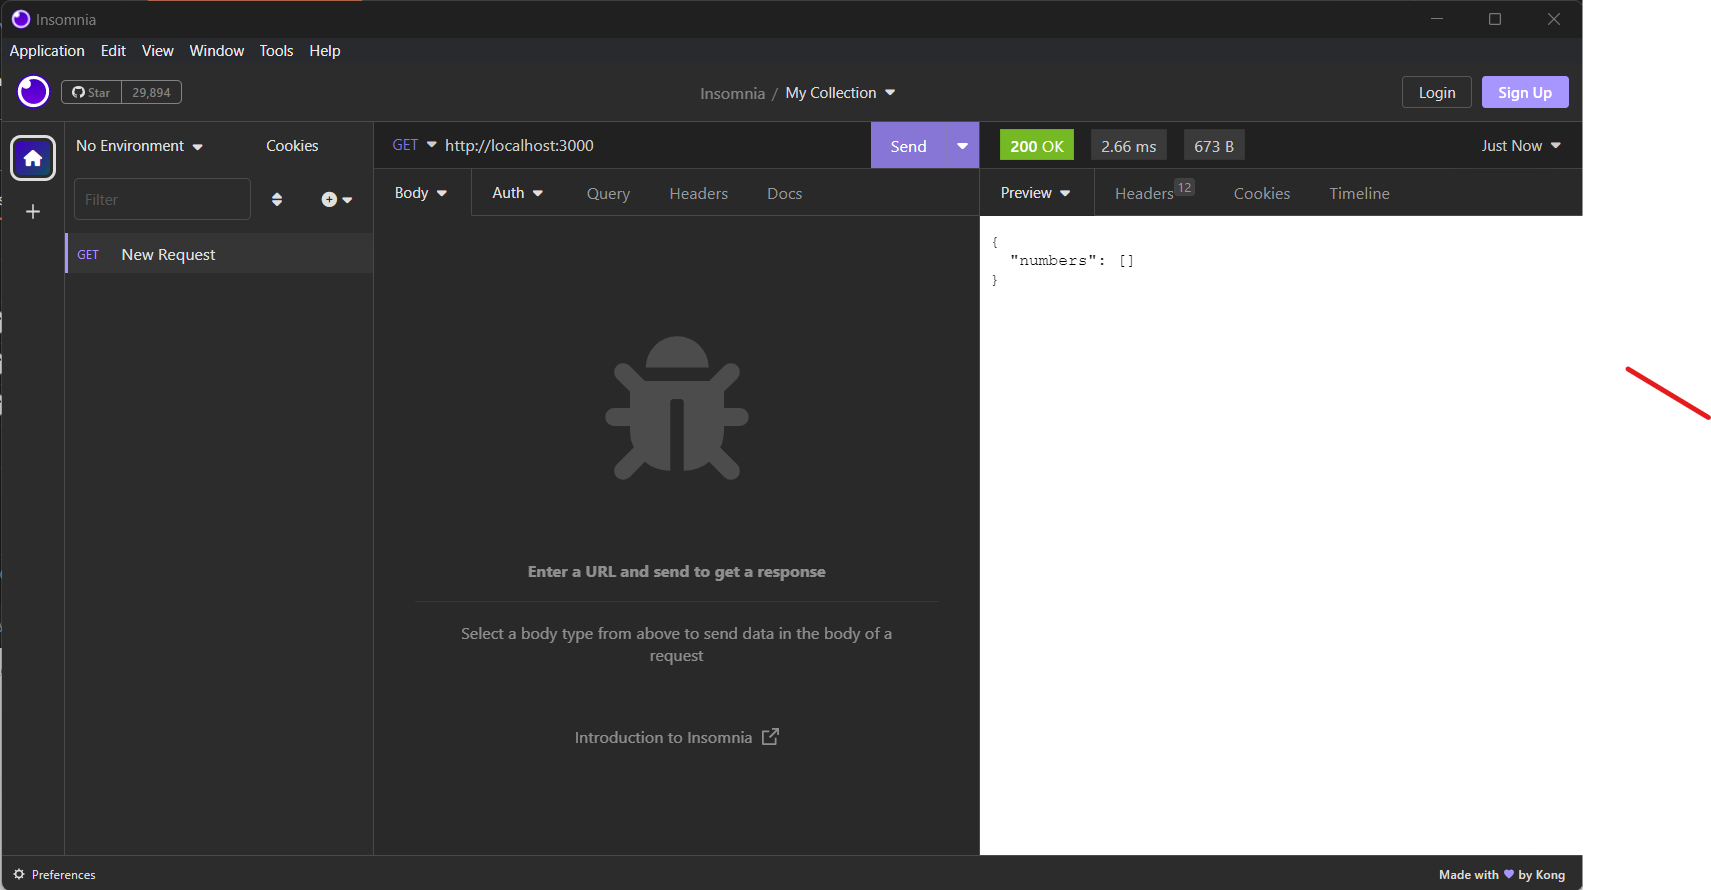 Insomnia
Application Edit View Window Tools Help
Star 29,894
Insomnia / My Collection
Login Sign Up
No Environment Cookies
GET http://localhost:3000 Send
200 OK 2.66 ms 673 B Just Now
Filter
Body Auth Query Headers Docs
Preview Headers 12 Cookies Timeline
GET New Request
{
"numbers": []
}
Enter a URL and send to get a response
Select a body type from above to send data in the body of a
request
Introduction to Insomnia
Preferences
Made with by Kong